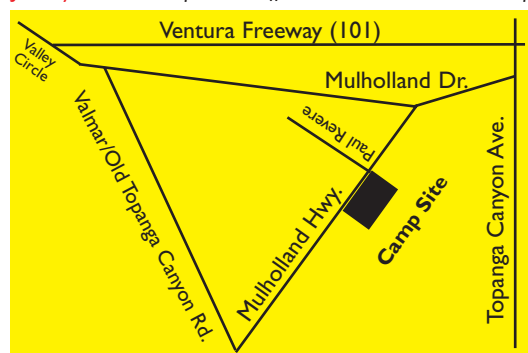 Ventura Freeway (101)
Valley
Circle
Mulholland Dr.
Paul Revere
Valmar/Old Topanga Canyon Rd.
Mulholland Hwy.
Camp Site
Topanga Canyon Ave.